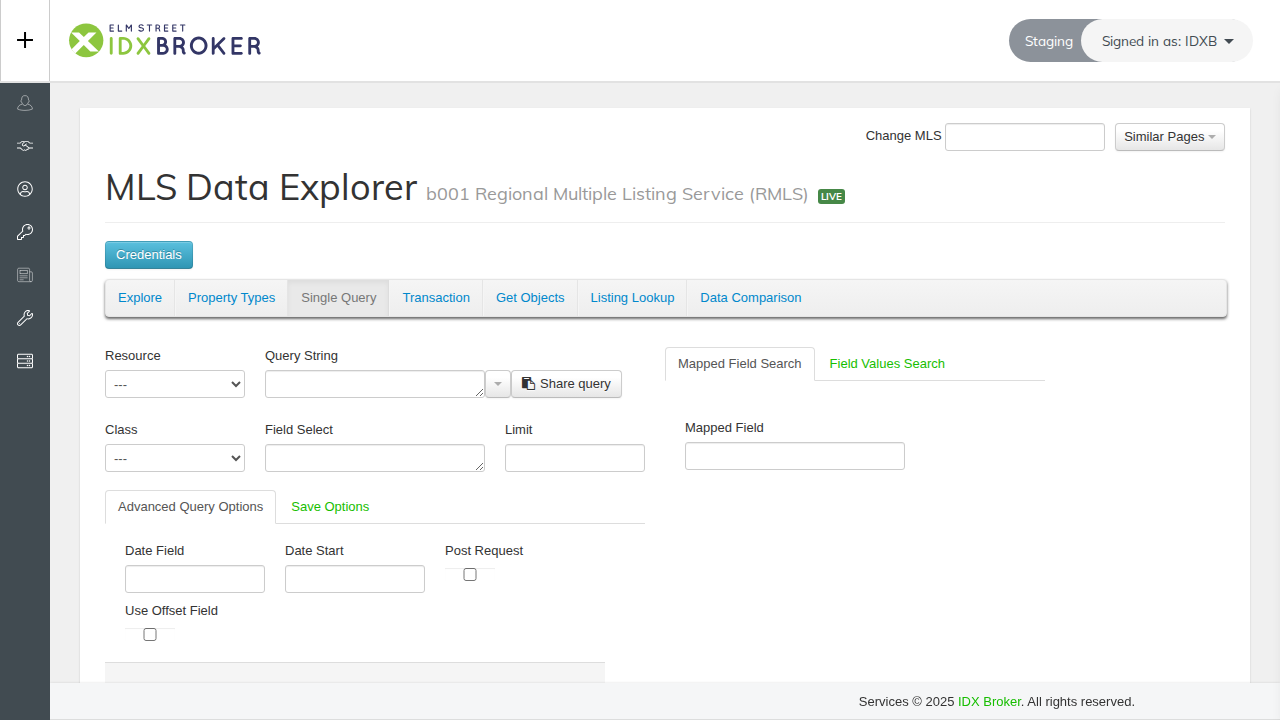 ELM STREET
IDXBROKER
Staging
Signed in as: IDXB
Change MLS
Similar Pages
MLS Data Explorer b001 Regional Multiple Listing Service (RMLS) LIVE
Credentials
Explore
Property Types
Single Query
Transaction
Get Objects
Listing Lookup
Data Comparison
Resource
Query String
Mapped Field Search
Field Values Search
---
Share query
Class
Field Select
Limit
Mapped Field
---
Advanced Query Options
Save Options
Date Field
Date Start
Post Request
Use Offset Field
Services © 2025 IDX Broker. All rights reserved.